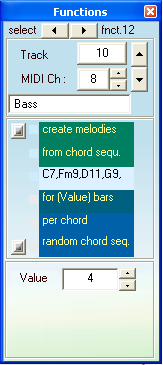 Functions
select fnct.12
Track 10
MIDI Ch : 8
Bass
create melodies
from chord sequ.
C7,Fm9,D11,G9,
for (Value) bars
per chord
random chord seq.
Value 4